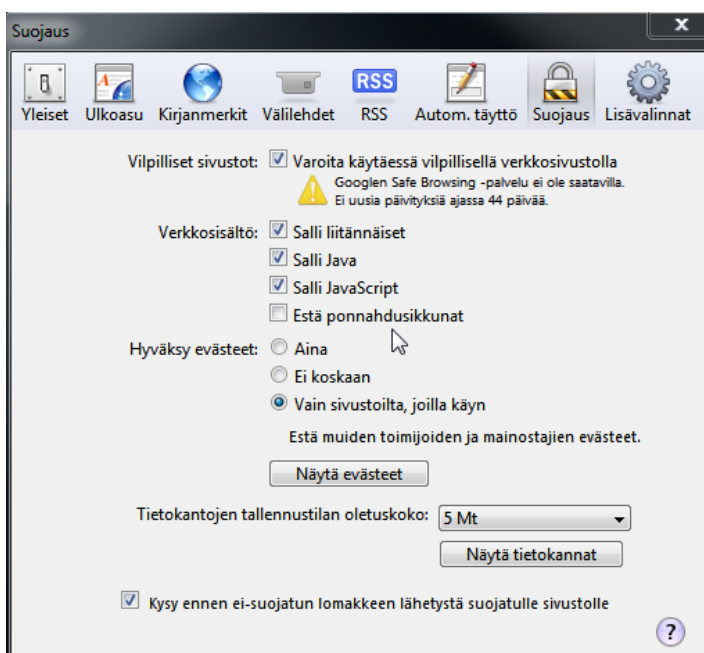 Suojaus
x
RSS
Yleiset Ulkoasu Kirjanmerkit Välilehdet RSS Autom. täyttö Suojaus Lisävalinnat
Vilpilliset sivustot: Varoita käytäessä vilpillisellä verkkosivustolla
Googlen Safe Browsing -palvelu ei ole saatavilla.
Ei uusia päivityksiä ajassa 44 päivää.
Verkkosisältö: Salli liitännäiset
Salli Java
Salli JavaScript
Estä ponnahdusikkunat
Hyväksy evästeet: Aina
Ei koskaan
Vain sivustoilta, joilla käyn
Estä muiden toimijoiden ja mainostajien evästeet.
Näytä evästeet
Tietokantojen tallennustilan oletuskoko: 5 Mt
Näytä tietokannat
Kysy ennen ei-suojatun lomakkeen lähetystä suojatulle sivustolle
?